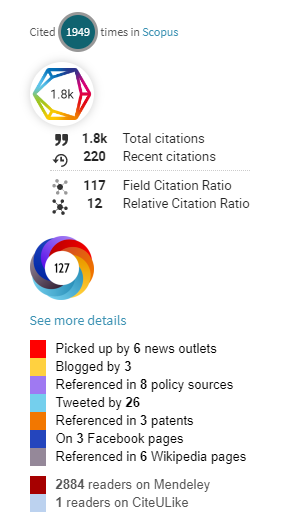 Cited 1949 times in Scopus
1.8k
1.8k Total citations
220 Recent citations
117 Field Citation Ratio
12 Relative Citation Ratio
127
See more details
Picked up by 6 news outlets
Blogged by 3
Referenced in 8 policy sources
Tweeted by 26
Referenced in 3 patents
On 3 Facebook pages
Referenced in 6 Wikipedia pages
2884 readers on Mendeley
1 readers on CiteULike